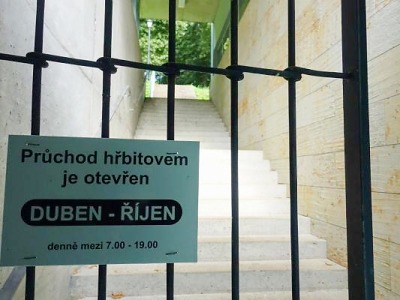 Průchod hřbitovem
je otevřen
DUBEN - ŘÍJEN
denně mezi 7.00 - 19.00